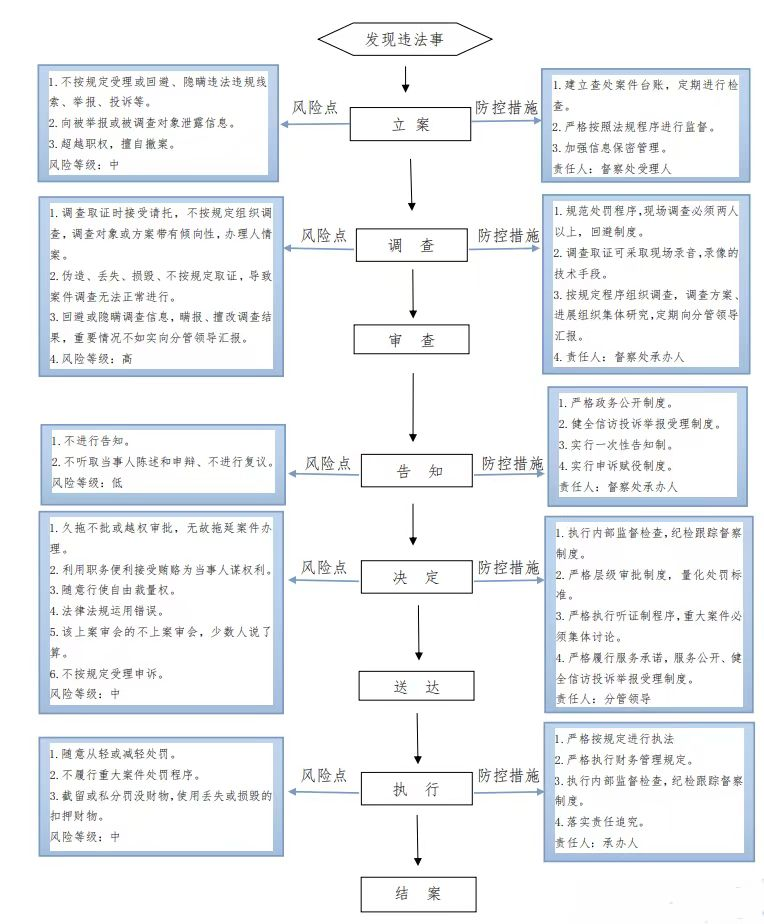 发现违法事
1.不按规定受理或回避、隐瞒违法违规线
索、举报、投诉等。
2.向被举报或被调查对象泄露信息。
3.超越职权，擅自撤案。
风险等级：中
风险点
立 案
防控措施
1.建立查处案件台账，定期进行检
查。
2.严格按照法规程序进行监督。
3.加强信息保密管理。
责任人：督察处受理人
1.调查取证时接受请托，不按规定组织调
查，调查对象或方案带有倾向性，办理人情
案。
2.伪造、丢失、损毁、不按规定取证，导致
案件调查无法正常进行。
3.回避或隐瞒调查信息，瞒报、擅改调查结
果，重要情况不如实向分管领导汇报。
4.风险等级：高
风险点
调 查
防控措施
1.规范处罚程序，现场调查必须两人
以上，回避制度。
2.调查取证可采取现场录音，录像的
技术手段。
3.按规定程序组织调查，调查方案、
进展组织集体研究，定期向分管领导
汇报。
4.责任人：督察处承办人
审 查
1.不进行告知。
2.不听取当事人陈述和申辩、不进行复议。
风险等级：低
风险点
告 知
防控措施
1.严格政务公开制度。
2.健全信访投诉举报受理制度。
3.实行一次性告知制。
4.实行申诉赋役制度。
责任人：督察处承办人
1.久拖不批或越权审批，无故拖延案件办
理。
2.利用职务便利接受贿赂为当事人谋权利。
3.随意行使自由裁量权。
4.法律法规运用错误。
5.该上案审会的不上案审会，少数人说了
算。
6.不按规定受理申诉。
风险等级：中
风险点
决 定
防控措施
1.执行内部监督检查，纪检跟踪督察
制度。
2.严格层级审批制度，量化处罚标
准。
3.严格执行听证制程序，重大案件必
须集体讨论。
4.严格履行服务承诺，服务公开、健
全信访投诉举报受理制度。
责任人：分管领导
送 达
1.随意从轻或减轻处罚。
2.不履行重大案件处罚程序。
3.截留或私分罚没财物，使用丢失或损毁的
扣押财物。
风险等级：中
风险点
执 行
防控措施
1.严格按规定进行执法
2.严格执行财务管理规定。
3.执行内部监督检查，纪检跟踪督察
制度。
4.落实责任追究。
责任人：承办人
结 案